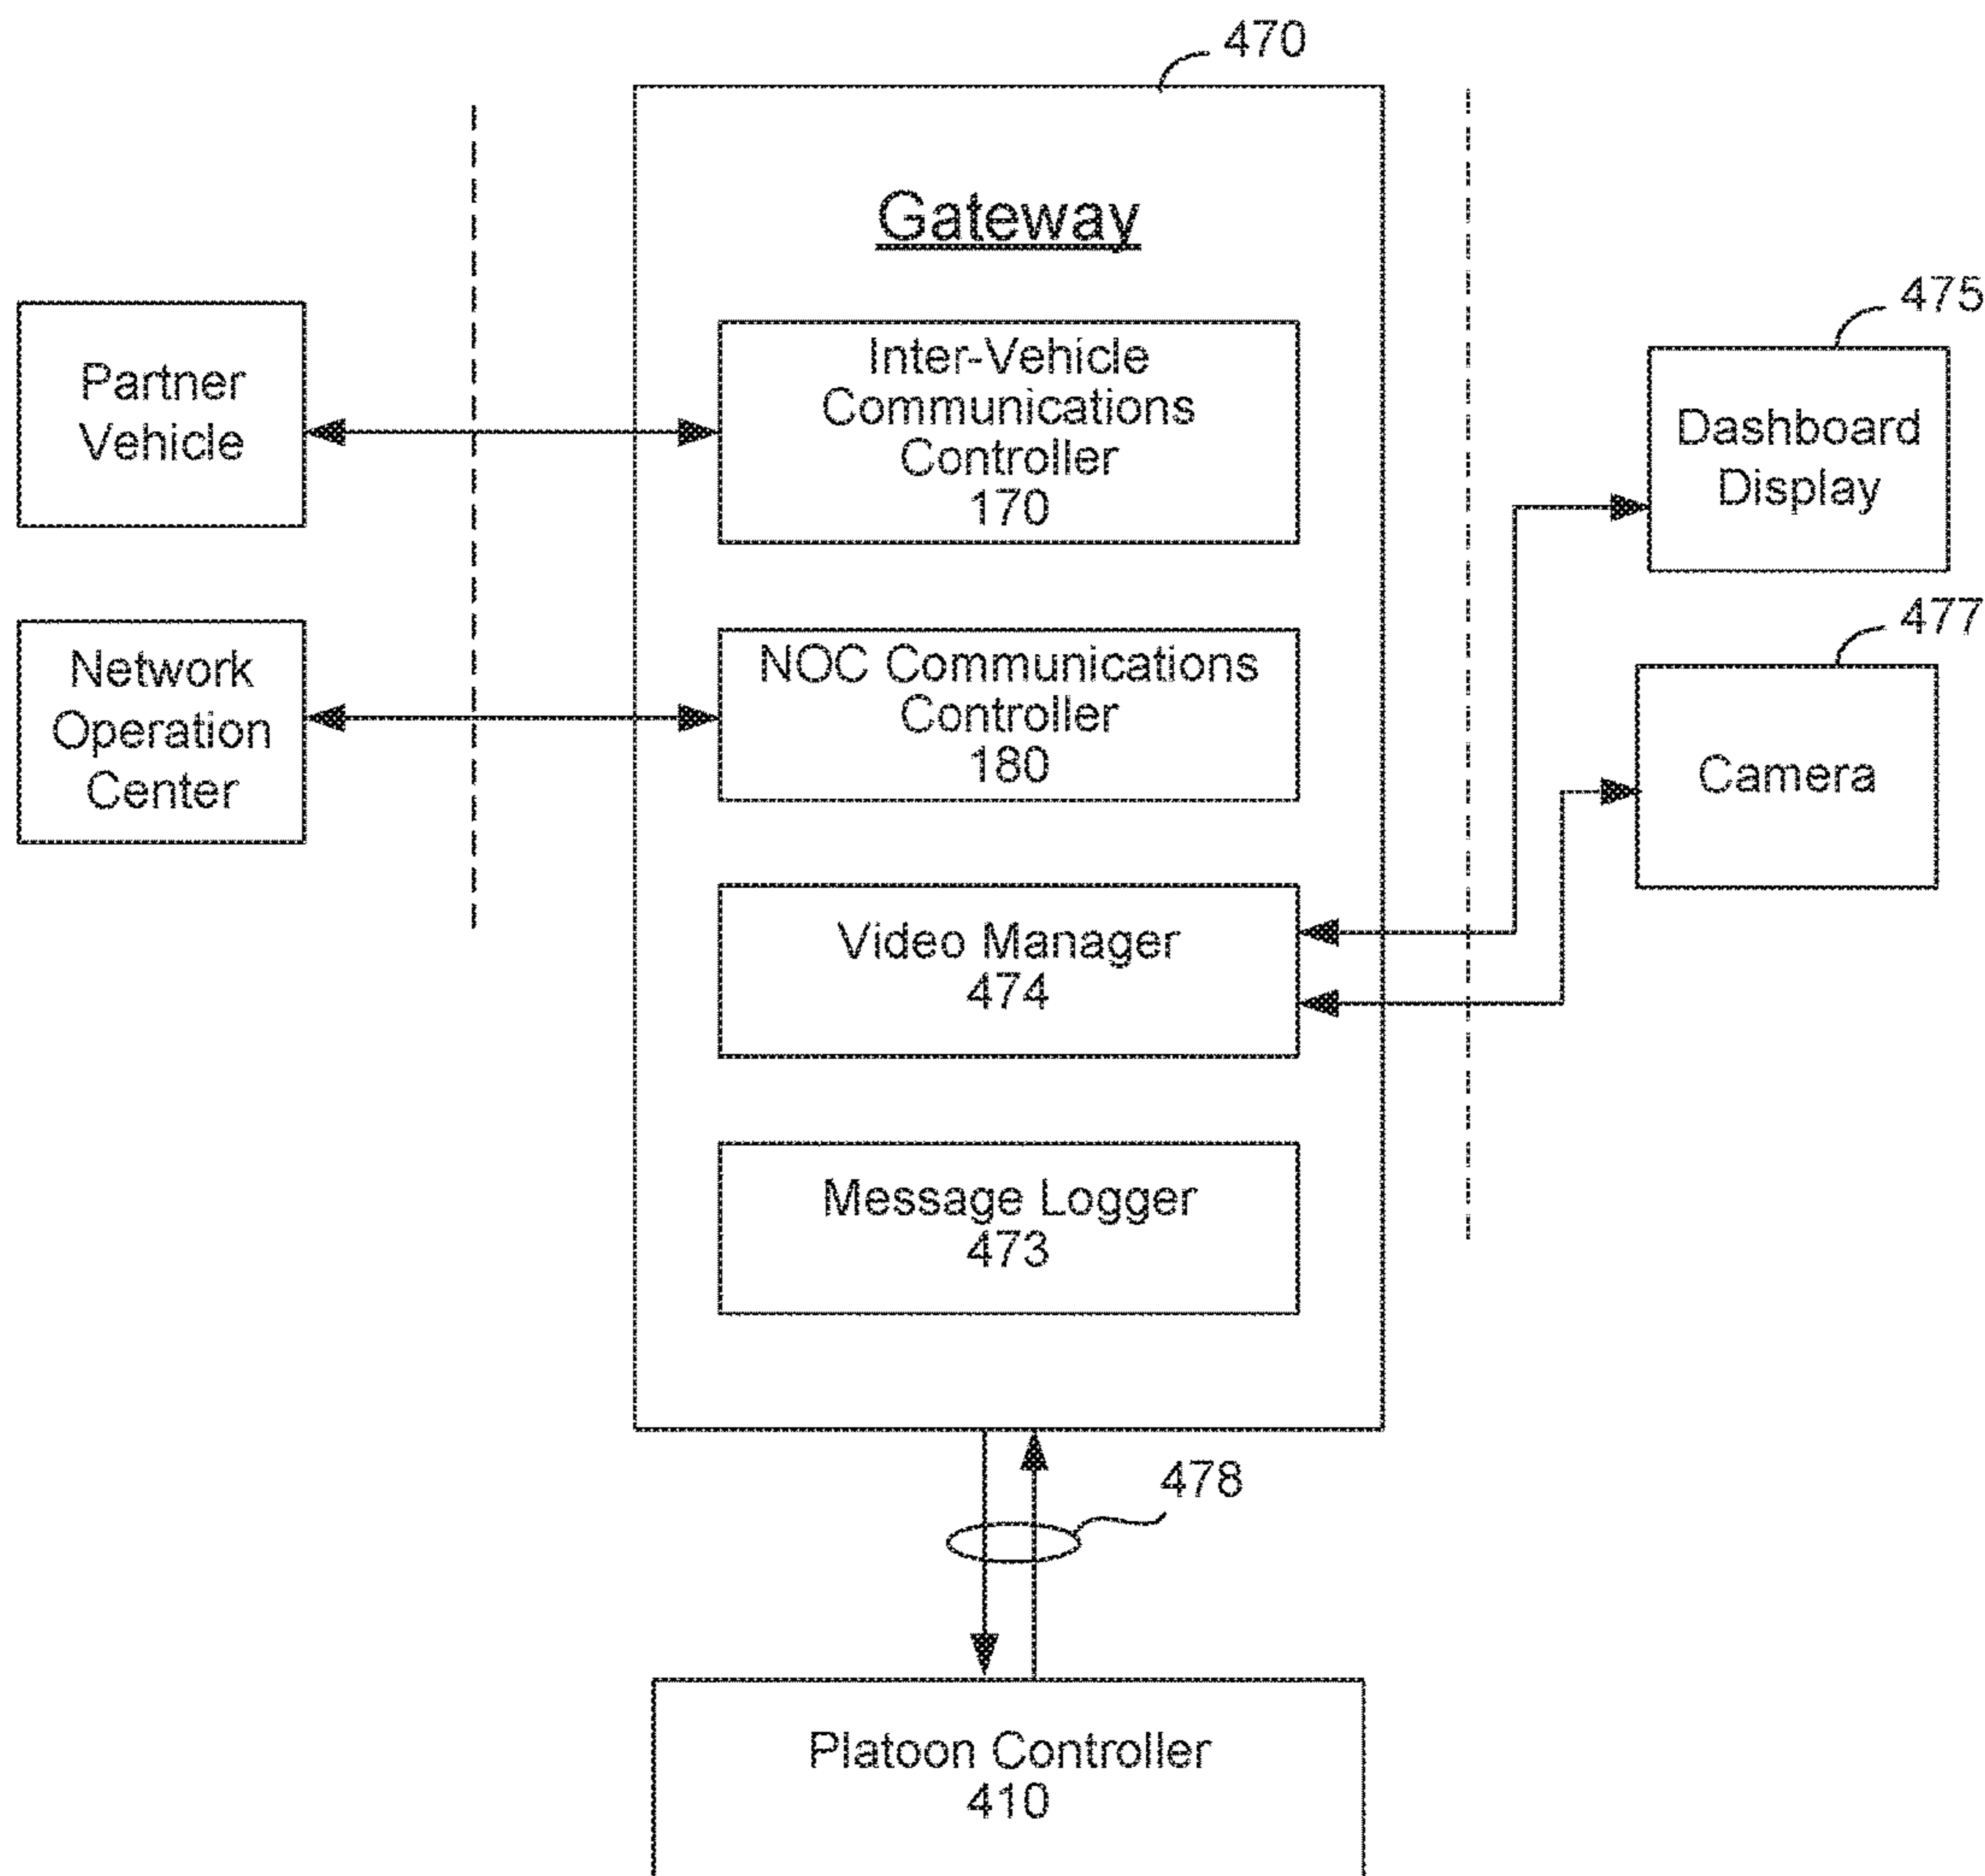 470
Gateway
Partner
Vehicle
Inter-Vehicle
Communications
Controller
170
475
Dashboard
Display
Network
Operation
Center
NOC Communications
Controller
180
477
Camera
Video Manager
474
Message Logger
473
478
Platoon Controller
410